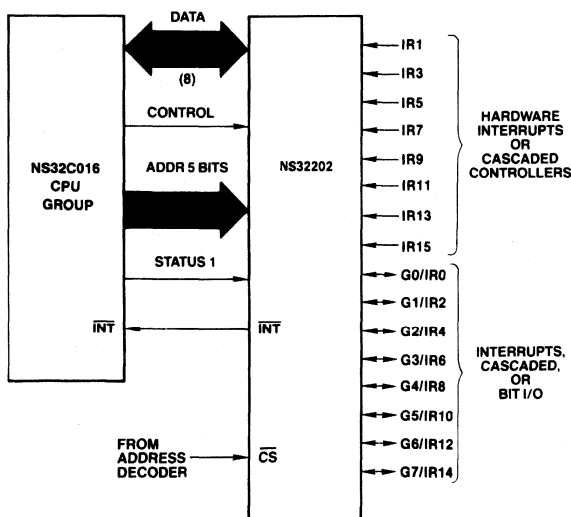 DATA
(8)
CONTROL
NS32C016
CPU
GROUP
ADDR 5 BITS
STATUS 1
INT
NS32202
INT
FROM
ADDRESS
DECODER
CS
IR1
IR3
IR5
IR7
IR9
IR11
IR13
IR15
HARDWARE
INTERRUPTS
OR
CASCADED
CONTROLLERS
G0/IR0
G1/IR2
G2/IR4
G3/IR6
G4/IR8
G5/IR10
G6/IR12
G7/IR14
INTERRUPTS,
CASCADED,
OR
BIT I/O